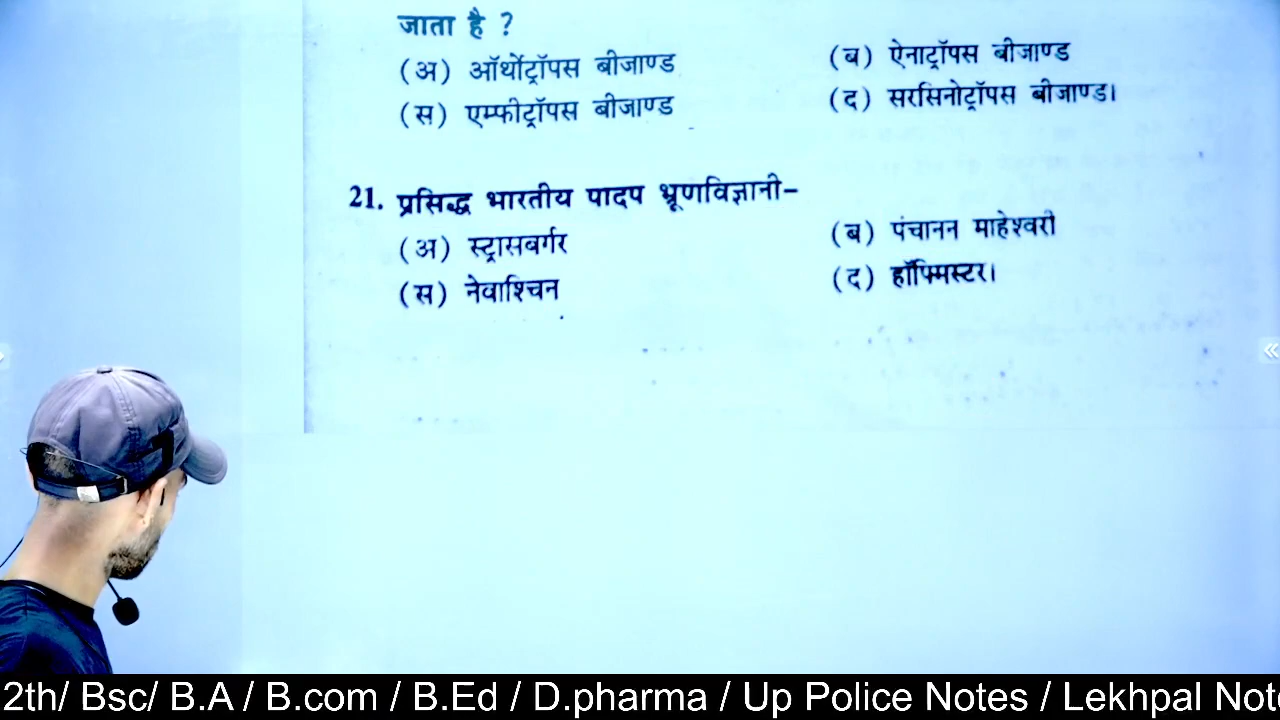 जाता है ?
(अ) ऑर्थोट्रॉपस बीजाण्ड (ब) ऐनाट्रॉपस बीजाण्ड
(स) एम्फीट्रॉपस बीजाण्ड (द) सरसिनोट्रॉपस बीजाण्ड।
21. प्रसिद्ध भारतीय पादप भ्रूणविज्ञानी–
(अ) स्ट्रासबर्गर (ब) पंचानन माहेश्वरी
(स) नेवाश्चिन (द) हॉफ्मिस्टर।
2th/ Bsc/ B.A / B.com / B.Ed / D.pharma / Up Police Notes / Lekhpal Not